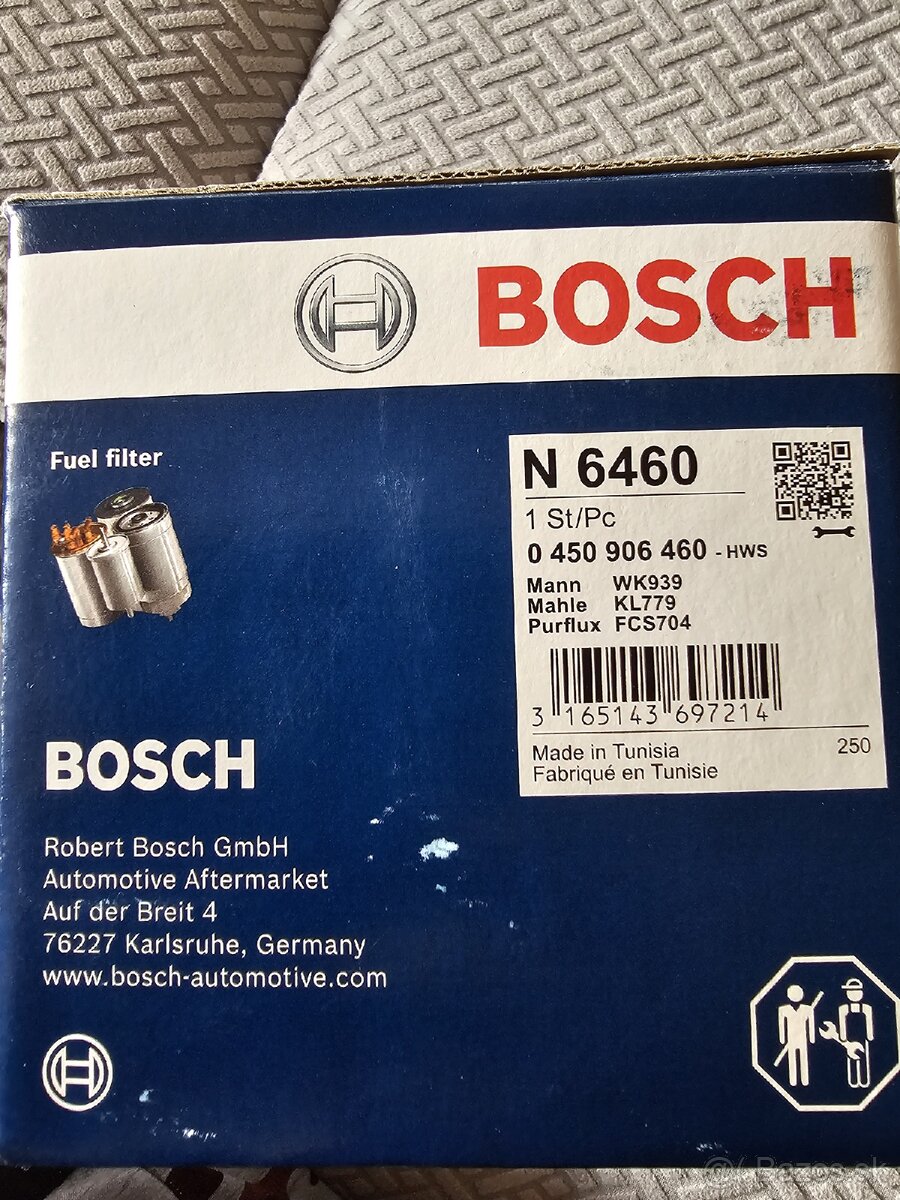 BOSCH
Fuel filter
N 6460
1 St/Pc
0 450 906 460 - HWS
Mann WK939
Mahle KL779
Purflux FCS704
3 165143 697214
Made in Tunisia 250
Fabriqué en Tunisie
BOSCH
Robert Bosch GmbH
Automotive Aftermarket
Auf der Breit 4
76227 Karlsruhe, Germany
www.bosch-automotive.com
@/ Bazos.sk